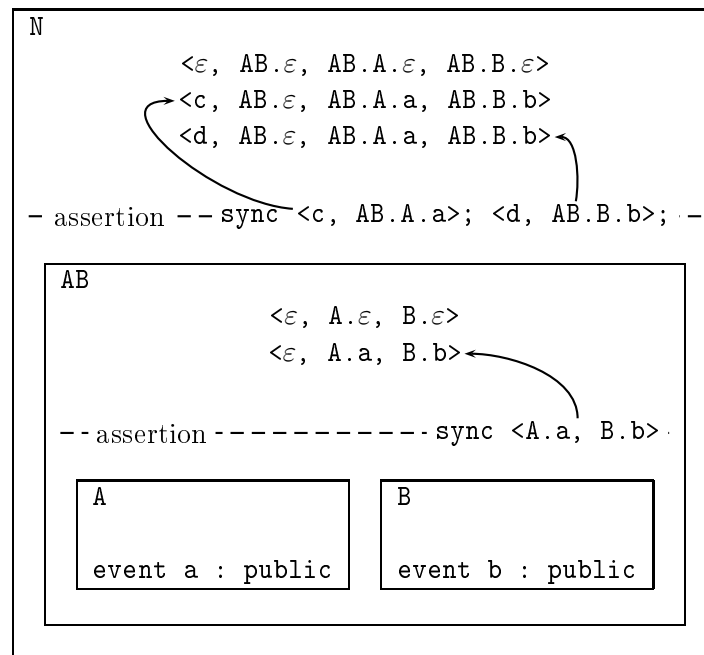 N
<ε, AB.ε, AB.A.ε, AB.B.ε>
<c, AB.ε, AB.A.a, AB.B.b>
<d, AB.ε, AB.A.a, AB.B.b>
assertion sync <c, AB.A.a>; <d, AB.B.b>;
AB
<ε, A.ε, B.ε>
<ε, A.a, B.b>
assertion sync <A.a, B.b>
A
B
event a : public
event b : public